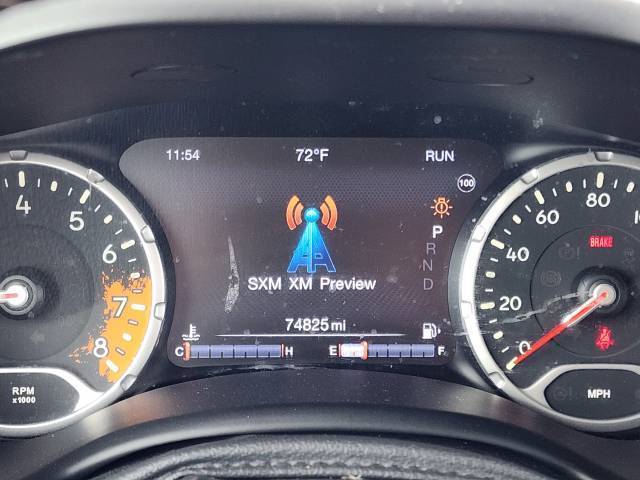 11:54 72°F RUN
100
P
R
N
D
SXM XM Preview
74825 mi
C H E F
4 5 6 7 8
RPM
x1000
0 20 40 60 80
BRAKE
MPH